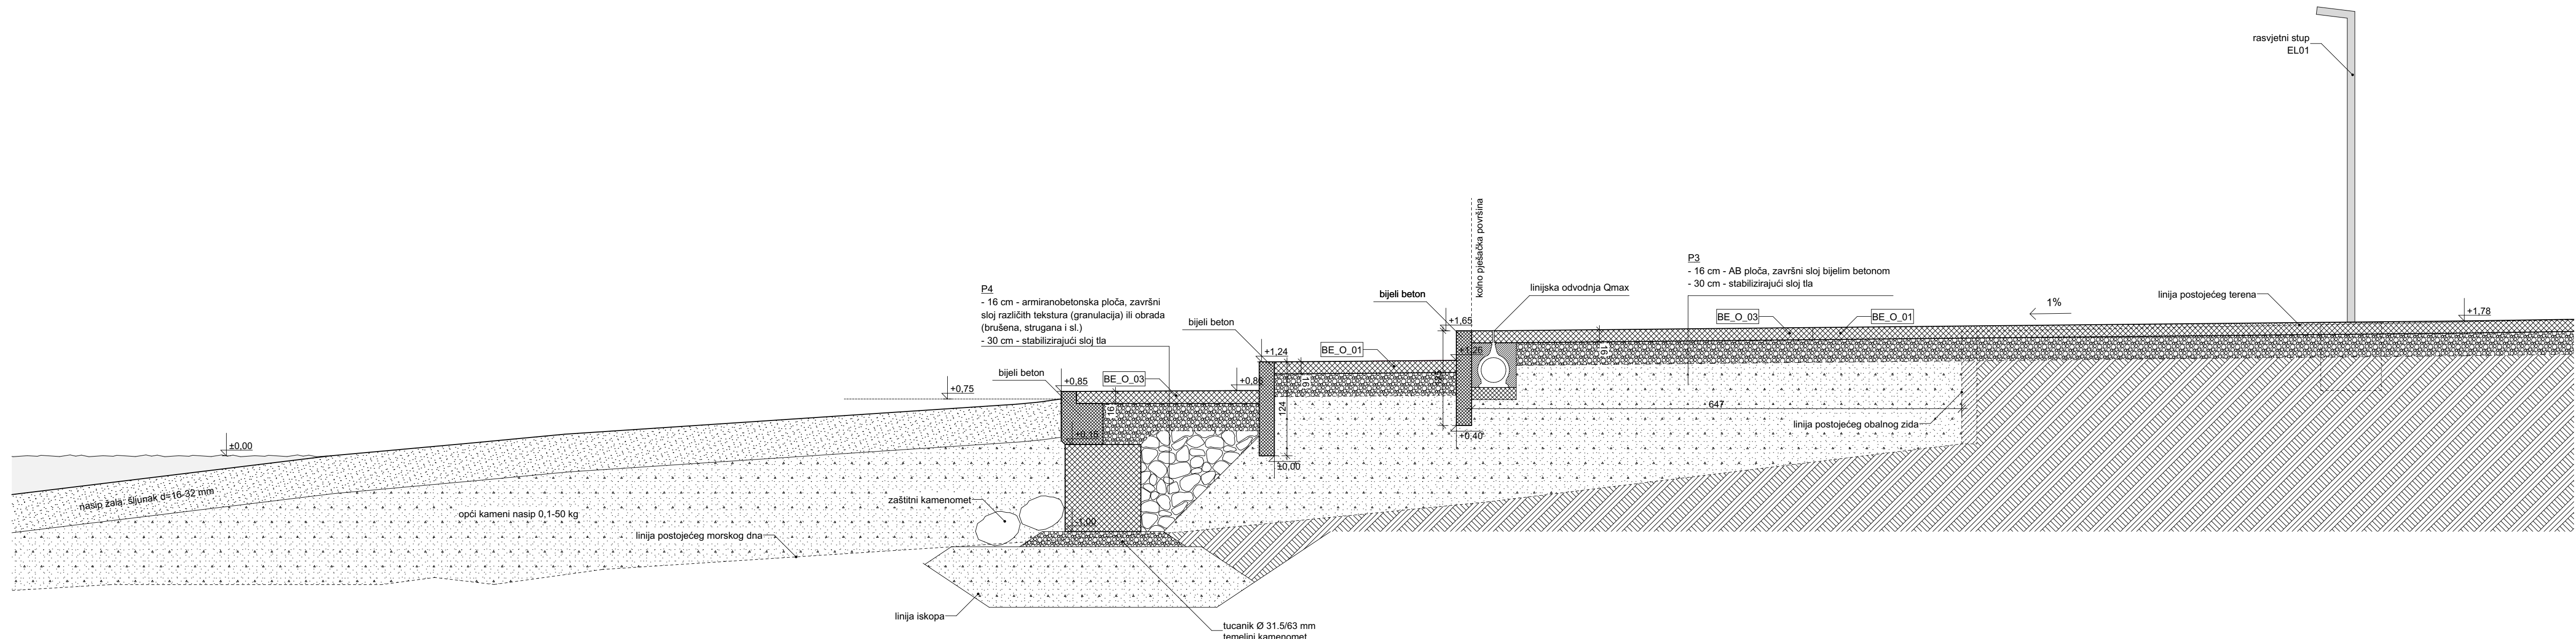 rasvjetni stup
EL01
kolno pješačka površina
P3
- 16 cm - AB ploča, završni sloj bijelim betonom
- 30 cm - stabilizirajući sloj tla
P4
- 16 cm - armiranobetonska ploča, završni
sloj različith tekstura (granulacija) ili obrada
(brušena, strugana i sl.)
- 30 cm - stabilizirajući sloj tla
bijeli beton
linijska odvodnja Qmax
linija postojećeg terena
1%
+1,78
BE_O_03
BE_O_01
bijeli beton
+1,65
+1,24
BE_O_01
+1,26
16
bijeli beton
+0,85
BE_O_03
+0,86
16
+0,75
16
124
125
647
linija postojećeg obalnog zida
+0,40
±0,00
+0,15
±0,00
nasip žala: šljunak d=16-32 mm
opći kameni nasip 0,1-50 kg
zaštitni kamenomet
-1,00
linija postojećeg morskog dna
linija iskopa
tucanik Ø 31.5/63 mm
temeljni kamenomet